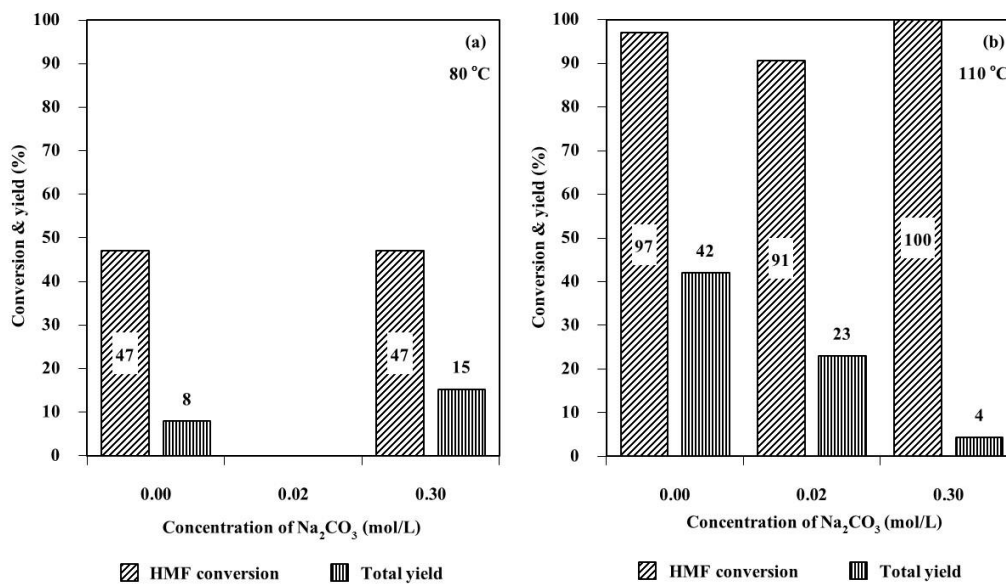 100
90
80
70
60
50
40
30
20
10
0
Conversion & yield (%)
(a)
80 °C
47
8
47
15
0.00 0.02 0.30
Concentration of Na₂CO₃ (mol/L)
HMF conversion Total yield
100
90
80
70
60
50
40
30
20
10
0
Conversion & yield (%)
(b)
110 °C
97
42
91
23
100
4
0.00 0.02 0.30
Concentration of Na₂CO₃ (mol/L)
HMF conversion Total yield